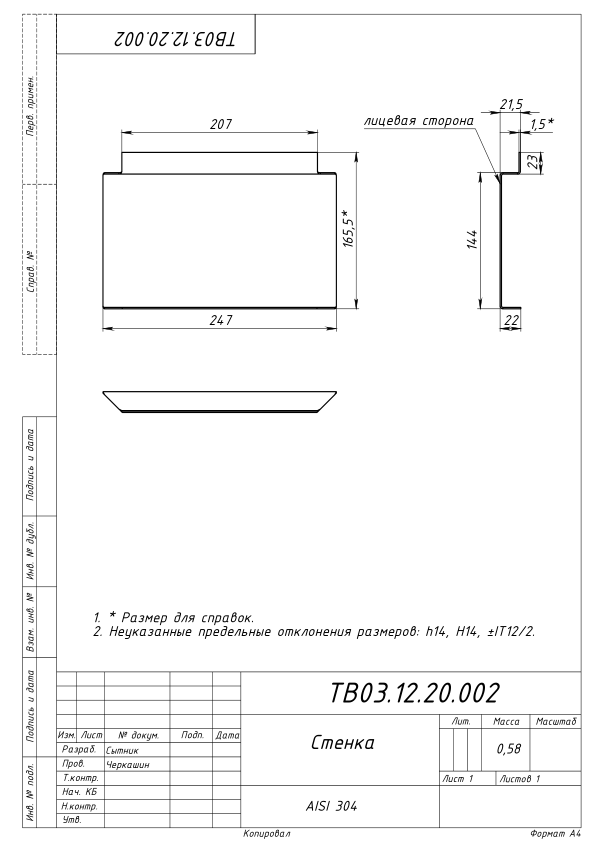 ТВ03.12.20.002
Перв. примен.
Справ. №
207
лицевая сторона
21,5
1,5*
23
165,5*
144
247
22
Подпись и дата
Инв. № дубл.
Взам. инв. №
Подпись и дата
Инв. № подл.
1. * Размер для справок.
2. Неуказанные предельные отклонения размеров: h14, H14, ±IT12/2.
ТВ03.12.20.002
Изм. Лист № докум. Подп. Дата
Разраб. Сытник
Пров. Черкашин
Т.контр.
Нач. КБ
Н.контр.
Утв.
Стенка
Лит. Масса Масштаб
0,58
Лист 1 Листов 1
AISI 304
Копировал Формат А4